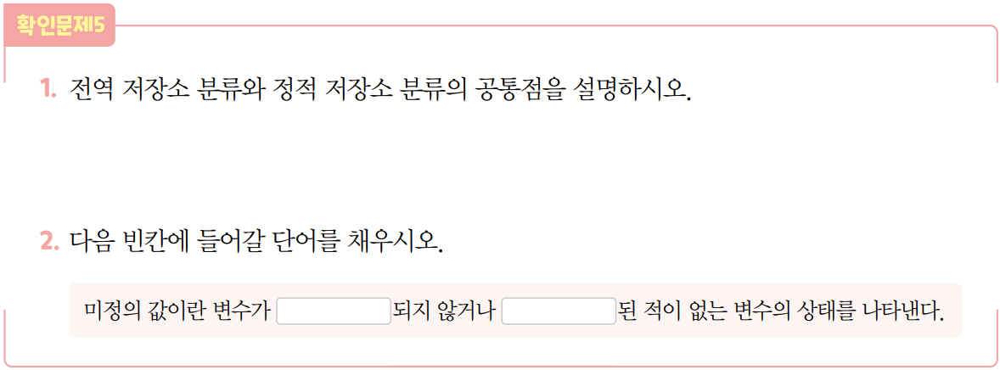 확인문제5
1. 전역 저장소 분류와 정적 저장소 분류의 공통점을 설명하시오.
2. 다음 빈칸에 들어갈 단어를 채우시오.
미정의 값이란 변수가 되지 않거나 된 적이 없는 변수의 상태를 나타낸다.